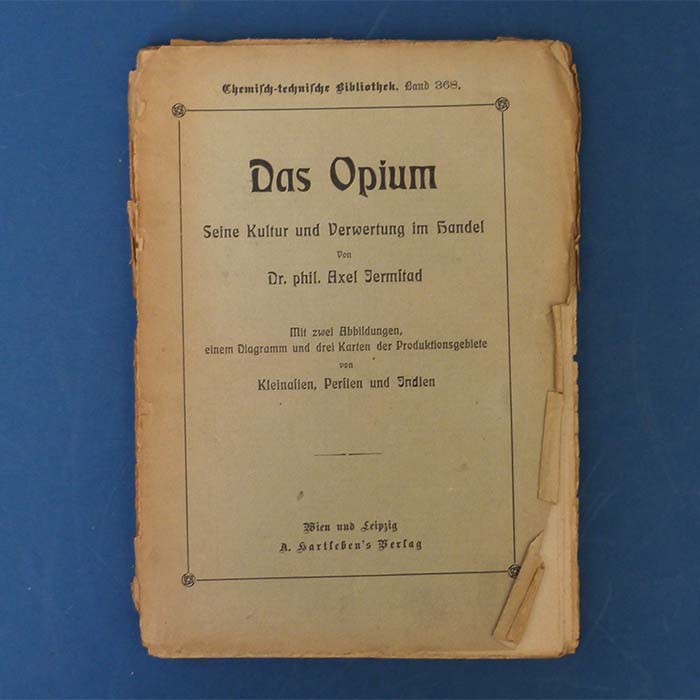 Chemisch-technische Bibliothek. Band 368.
Das Opium
Seine Kultur und Verwertung im Handel
Von
Dr. phil. Axel Jermstad
Mit zwei Abbildungen,
einem Diagramm und drei Karten der Produktionsgebiete
von
Kleinasien, Persien und Indien
Wien und Leipzig
A. Hartleben's Verlag